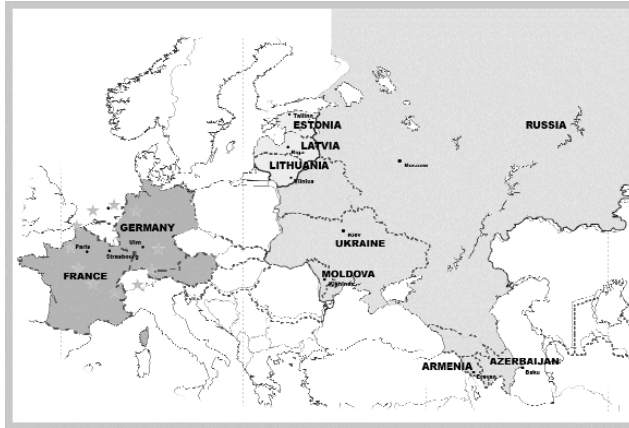 Tallinn
ESTONIA
LATVIA
Riga
LITHUANIA
Vilnius
RUSSIA
Moscow
GERMANY
Ulm
Paris
Strasbourg
FRANCE
Kiev
UKRAINE
MOLDOVA
ARMENIA
AZERBAIJAN
Baku